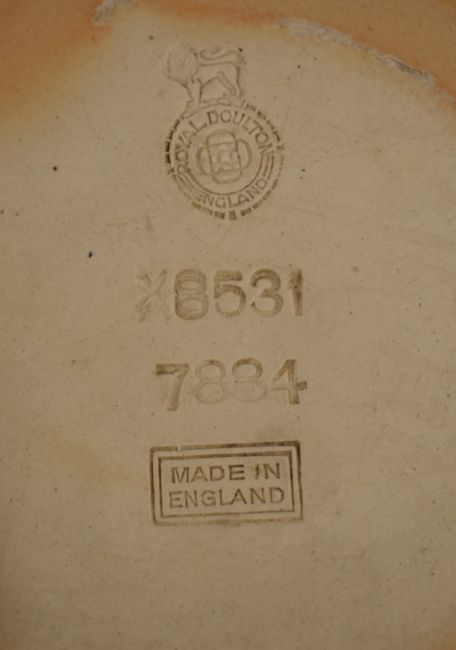 ROYAL DOULTON
ENGLAND
X8531
7884
MADE IN
ENGLAND